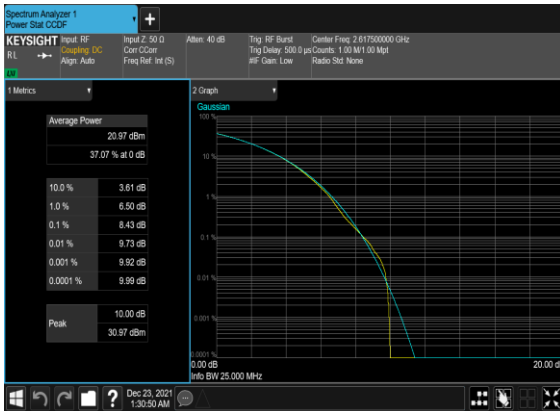 Spectrum Analyzer 1
Power Stat CCDF
KEYSIGHT
RL
LXI
Input: RF
Coupling: DC
Align: Auto
Input Z: 50 Ω
Corr CCorr
Freq Ref: Int (S)
Atten: 40 dB
Trig: RF Burst
Trig Delay: 500.0 µs
#IF Gain: Low
Center Freq: 2.617500000 GHz
Counts: 1.00 M/1.00 Mpt
Radio Std: None
1 Metrics
Average Power
20.97 dBm
37.07 % at 0 dB
10.0 % 3.61 dB
1.0 % 6.50 dB
0.1 % 8.43 dB
0.01 % 9.73 dB
0.001 % 9.92 dB
0.0001 % 9.99 dB
Peak
10.00 dB
30.97 dBm
2 Graph
Gaussian
100 %
10 %
1 %
0.1 %
0.01 %
0.001 %
0.0001 %
0.00 dB
20.00 d
Info BW 25.000 MHz
?
Dec 23, 2021
1:30:50 AM